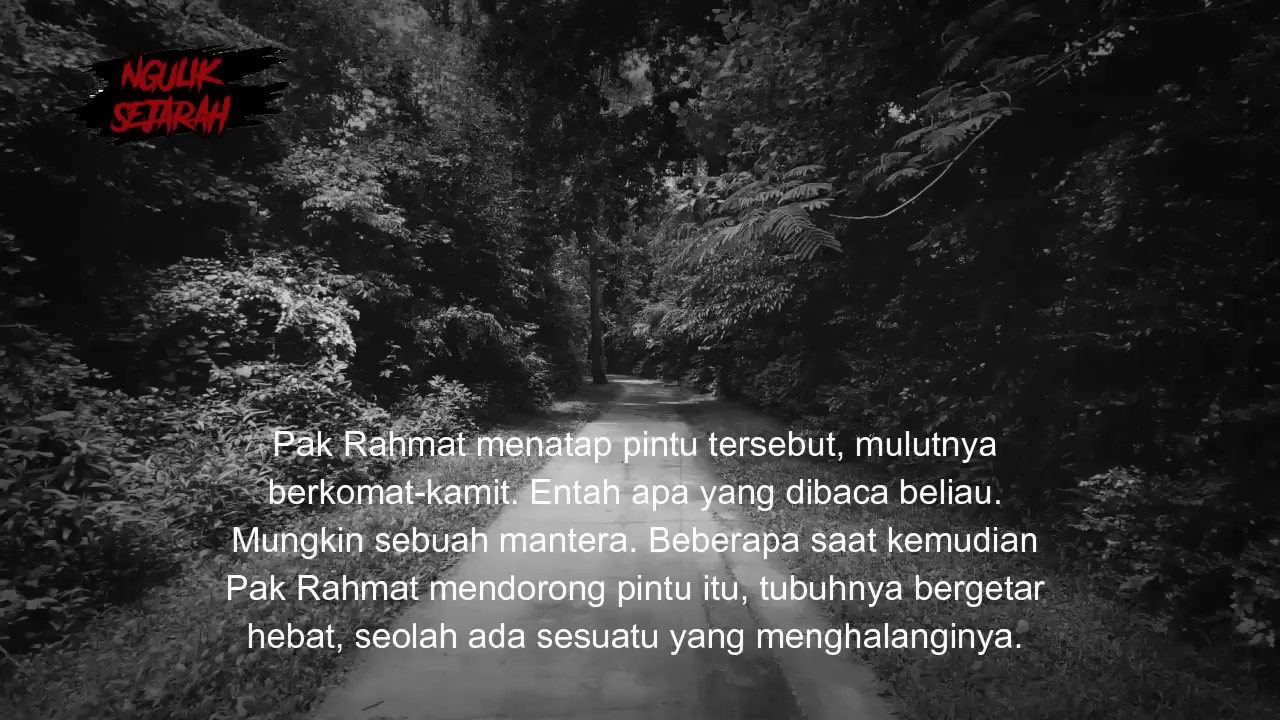 NGULIK
SEJARAH
Pak Rahmat menatap pintu tersebut, mulutnya
berkomat-kamit. Entah apa yang dibaca beliau.
Mungkin sebuah mantera. Beberapa saat kemudian
Pak Rahmat mendorong pintu itu, tubuhnya bergetar
hebat, seolah ada sesuatu yang menghalanginya.